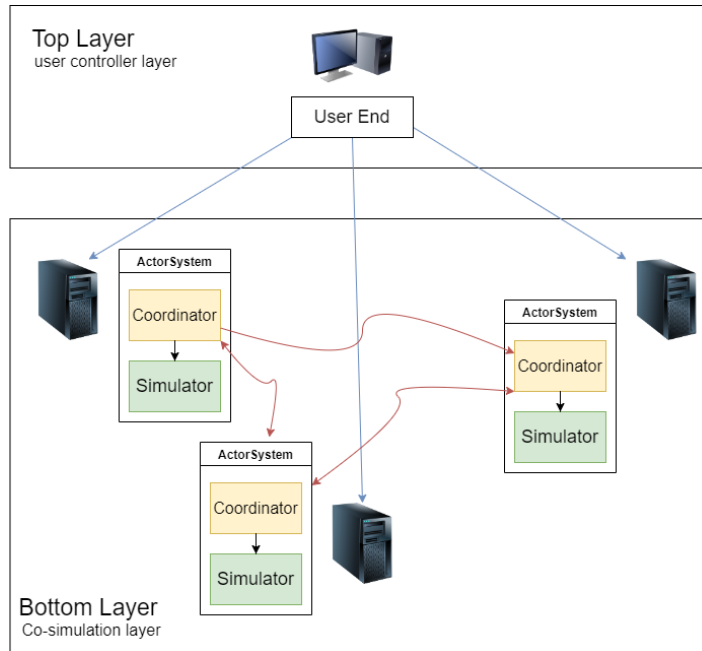 Top Layer
user controller layer
User End
ActorSystem
Coordinator
Simulator
ActorSystem
Coordinator
Simulator
ActorSystem
Coordinator
Simulator
Bottom Layer
Co-simulation layer